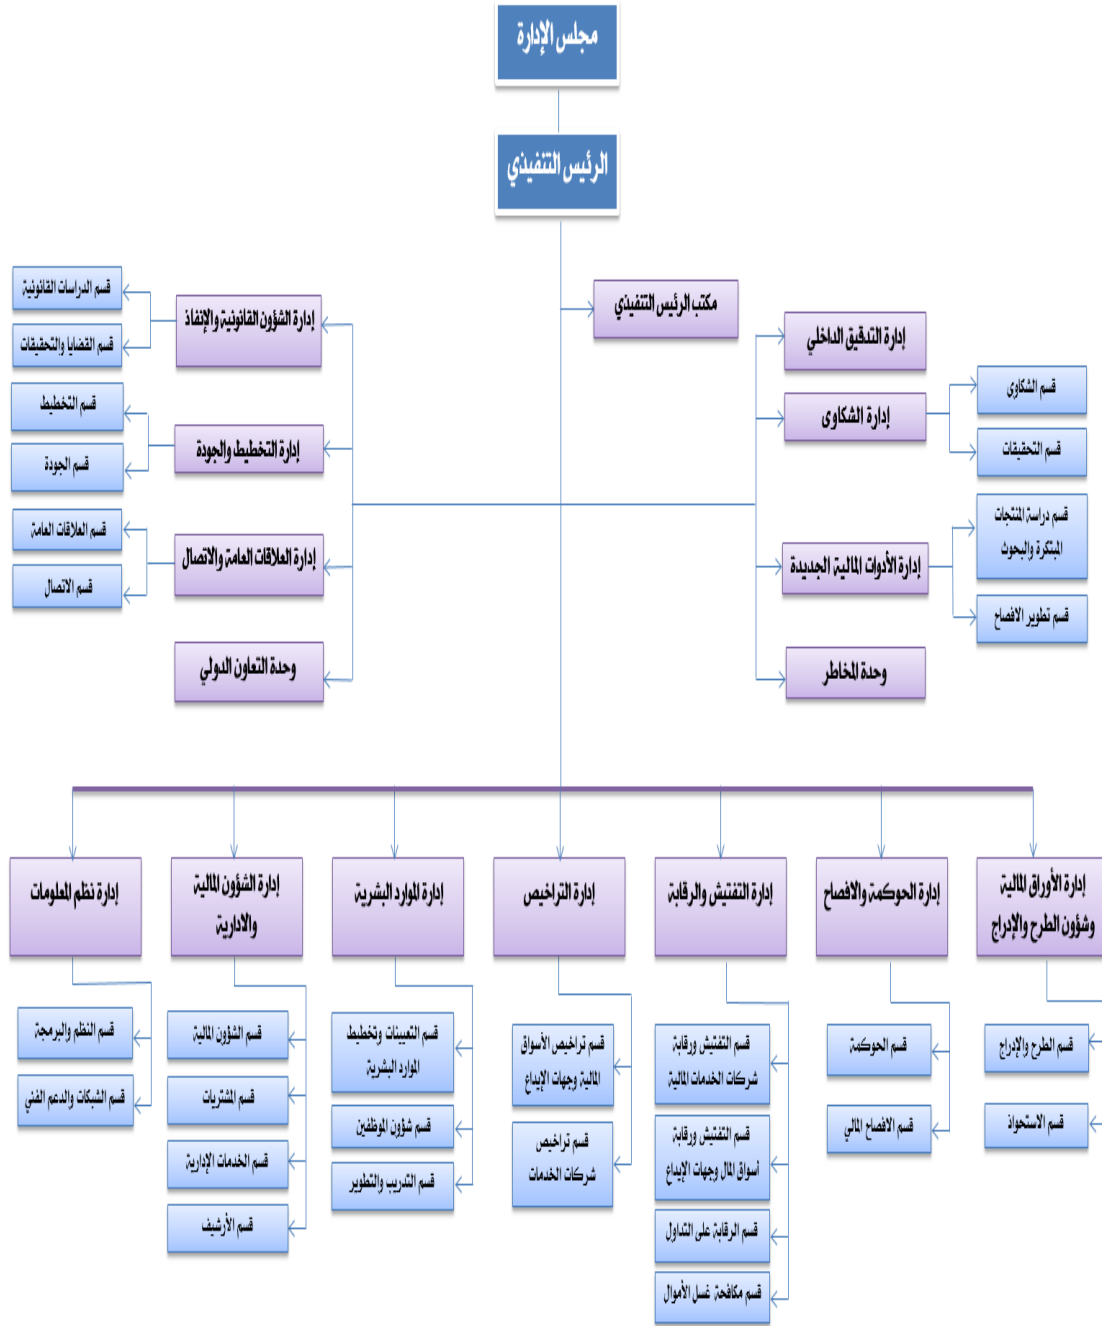 مجلس الإدارة
الرئيس التنفيذي
مكتب الرئيس التنفيذي
إدارة التدقيق الداخلي
إدارة الشكاوى
قسم الشكاوى
قسم التحقيقات
إدارة الأدوات المالية الجديدة
قسم دراسة المنتجات
المبتكرة والبحوث
قسم تطوير الافصاح
وحدة المخاطر
إدارة الشؤون القانونية والإنفاذ
قسم الدراسات القانونية
قسم القضايا والتحقيقات
إدارة التخطيط والجودة
قسم التخطيط
قسم الجودة
إدارة العلاقات العامة والاتصال
قسم العلاقات العامة
قسم الاتصال
وحدة التعاون الدولي
إدارة الأوراق المالية
وشؤون الطرح والإدراج
قسم الطرح والإدراج
قسم الاستحواذ
إدارة الحوكمة والافصاح
قسم الحوكمة
قسم الافصاح المالي
إدارة التفتيش والرقابة
قسم التفتيش ورقابة
شركات الخدمات المالية
قسم التفتيش ورقابة
أسواق المال وجهات الإيداع
قسم الرقابة على التداول
قسم مكافحة غسل الأموال
إدارة التراخيص
قسم تراخيص الأسواق
المالية وجهات الإيداع
قسم تراخيص
شركات الخدمات
إدارة الموارد البشرية
قسم التعيينات وتخطيط
الموارد البشرية
قسم شؤون الموظفين
قسم التدريب والتطوير
إدارة الشؤون المالية
والادارية
قسم الشؤون المالية
قسم المشتريات
قسم الخدمات الإدارية
قسم الأرشيف
إدارة نظم المعلومات
قسم النظم والبرمجة
قسم الشبكات والدعم الفني